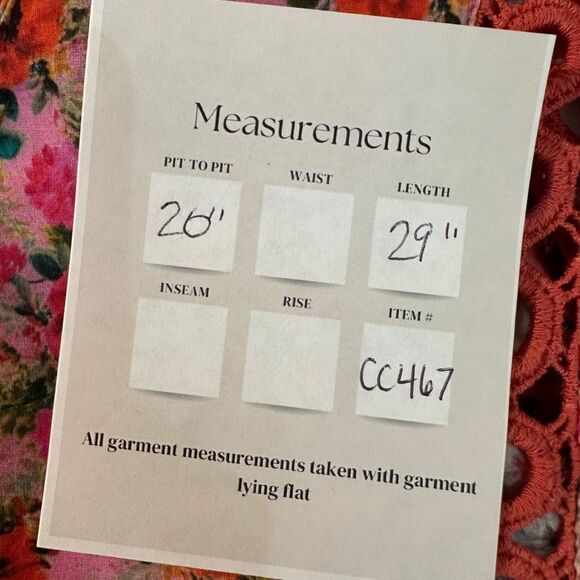 Measurements
PIT TO PIT WAIST LENGTH
20" 29"
INSEAM RISE ITEM #
CC467
All garment measurements taken with garment
lying flat